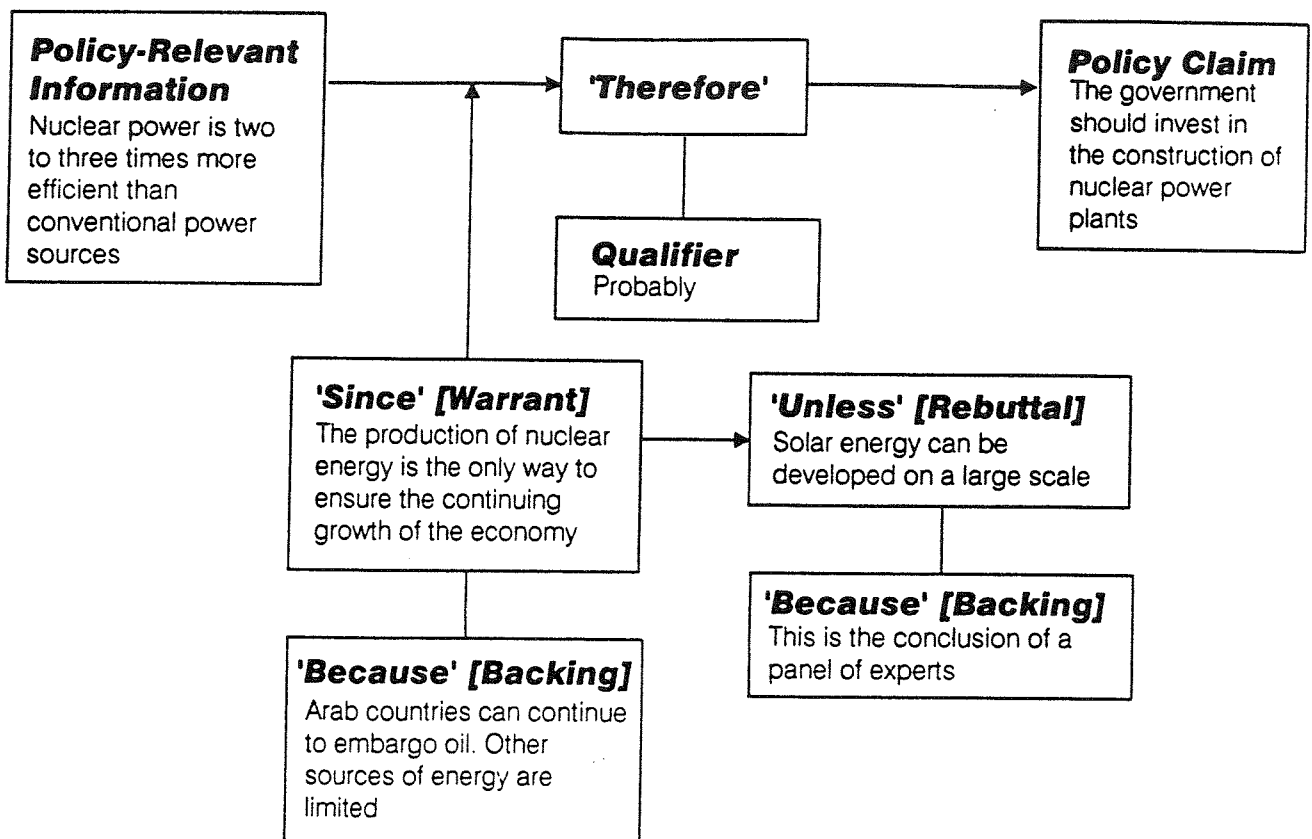 Policy-Relevant
Information
Nuclear power is two
to three times more
efficient than
conventional power
sources
'Therefore'
Policy Claim
The government
should invest in
the construction of
nuclear power
plants
Qualifier
Probably
'Since' [Warrant]
The production of nuclear
energy is the only way to
ensure the continuing
growth of the economy
'Unless' [Rebuttal]
Solar energy can be
developed on a large scale
'Because' [Backing]
This is the conclusion of a
panel of experts
'Because' [Backing]
Arab countries can continue
to embargo oil. Other
sources of energy are
limited